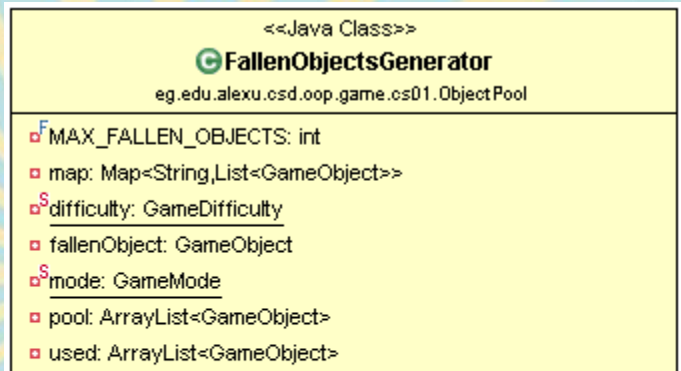 <<Java Class>>
C FallenObjectsGenerator
eg.edu.alexu.csd.oop.game.cs01.ObjectPool
F MAX_FALLEN_OBJECTS: int
map: Map<String,List<GameObject>>
S difficulty: GameDifficulty
fallenObject: GameObject
S mode: GameMode
pool: ArrayList<GameObject>
used: ArrayList<GameObject>